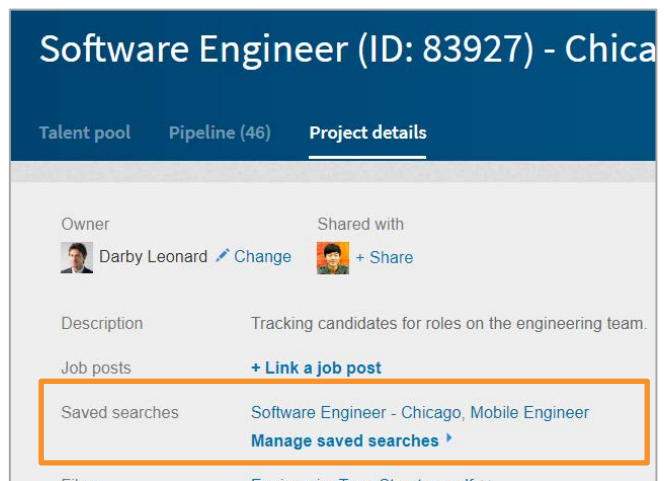 Software Engineer (ID: 83927) - Chica
Talent pool Pipeline (46) Project details
Owner Shared with
Darby Leonard Change + Share
Description Tracking candidates for roles on the engineering team.
Job posts + Link a job post
Saved searches Software Engineer - Chicago, Mobile Engineer
Manage saved searches